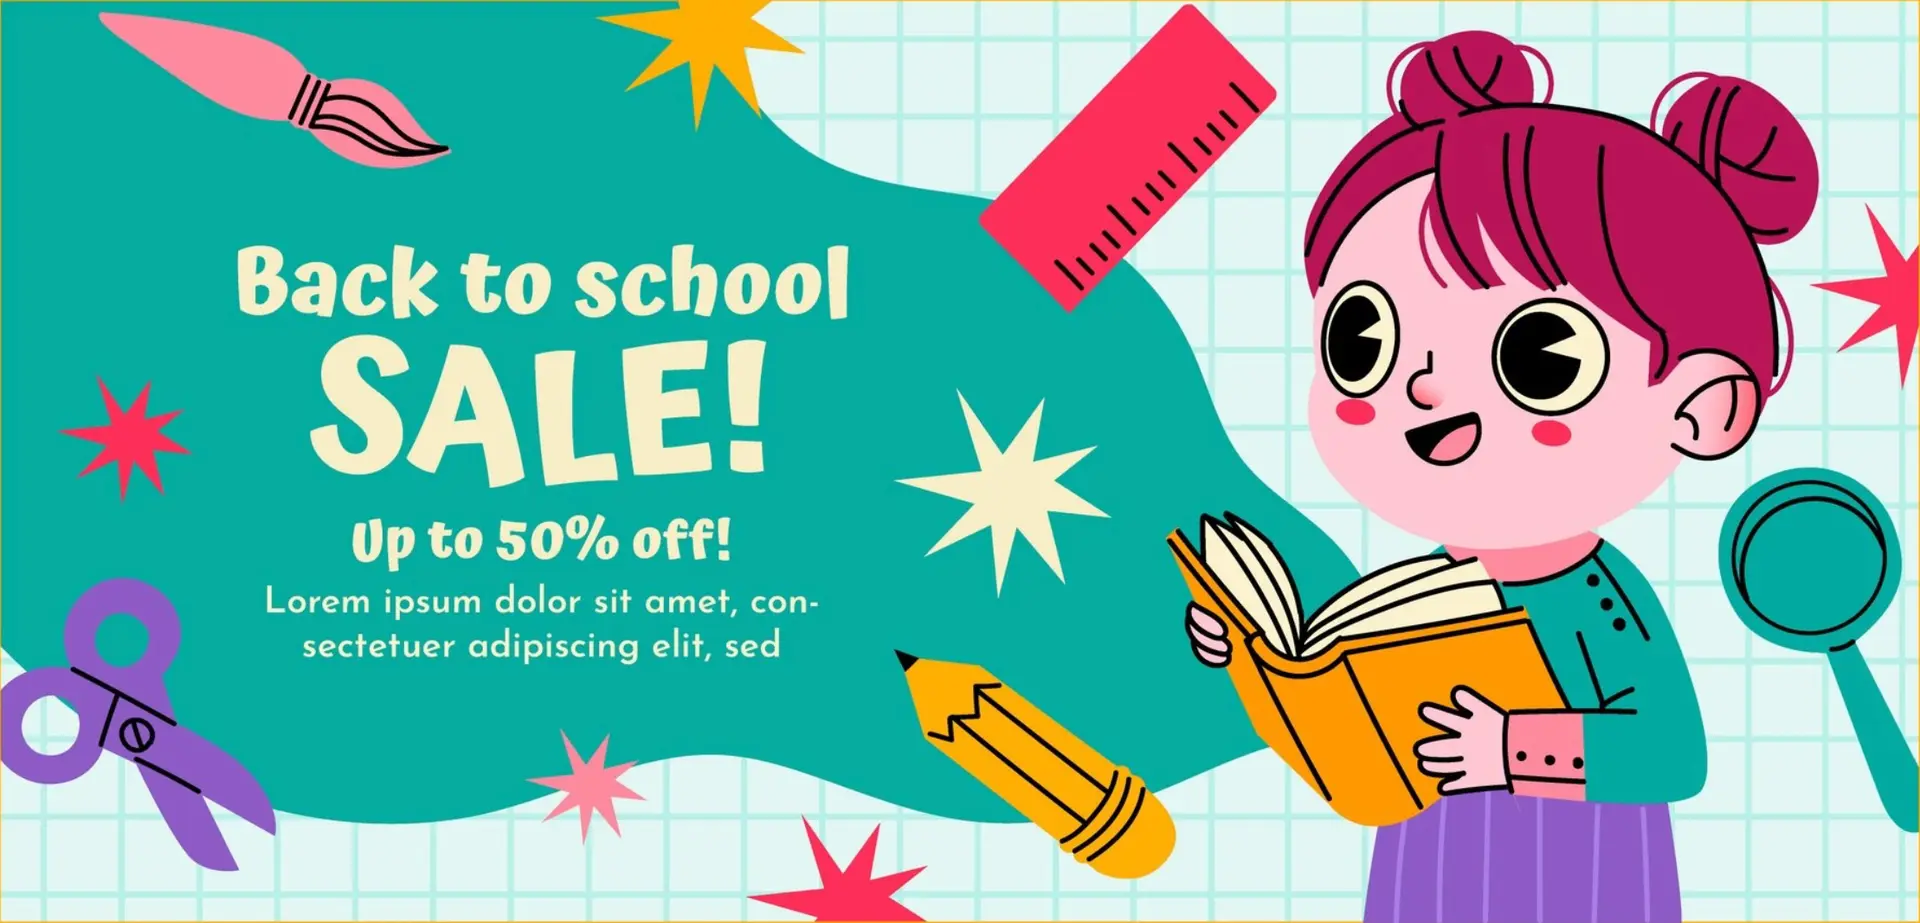 Back to school
SALE!
Up to 50% off!
Lorem ipsum dolor sit amet, con-
sectetuer adipiscing elit, sed